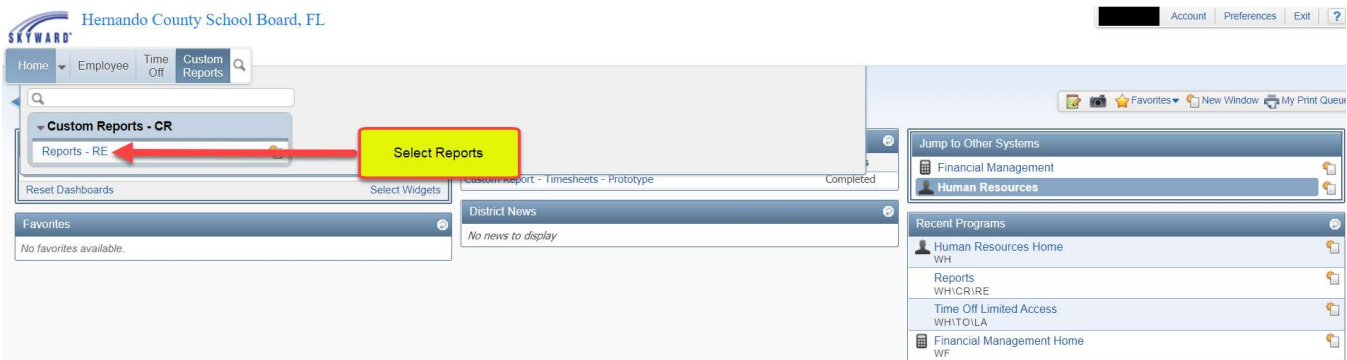 Hernando County School Board, FL
SKYWARD
Account Preferences Exit ?
Home Employee Time Off Custom Reports
Favorites New Window My Print Queue
Custom Reports - CR
Reports - RE
Select Reports
Custom Report - Timesheets - Prototype Completed
Reset Dashboards Select Widgets
Favorites
No favorites available.
District News
No news to display
Jump to Other Systems
Financial Management
Human Resources
Recent Programs
Human Resources Home
WH
Reports
WH\CR\RE
Time Off Limited Access
WH\TO\LA
Financial Management Home
WF